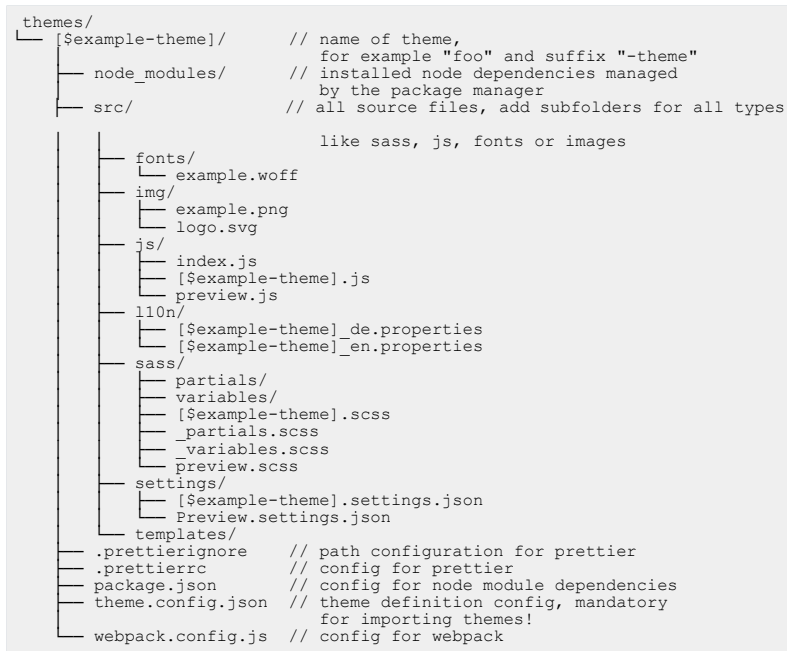 themes/
└── [$example-theme]/ // name of theme,
│ for example "foo" and suffix "-theme"
├── node_modules/ // installed node dependencies managed
│ by the package manager
├── src/ // all source files, add subfolders for all types
│ │ like sass, js, fonts or images
│ ├── fonts/
│ │ └── example.woff
│ ├── img/
│ │ ├── example.png
│ │ └── logo.svg
│ ├── js/
│ │ ├── index.js
│ │ ├── [$example-theme].js
│ │ └── preview.js
│ ├── l10n/
│ │ ├── [$example-theme]_de.properties
│ │ └── [$example-theme]_en.properties
│ ├── sass/
│ │ ├── partials/
│ │ ├── variables/
│ │ ├── [$example-theme].scss
│ │ ├── _partials.scss
│ │ ├── _variables.scss
│ │ └── preview.scss
│ ├── settings/
│ │ ├── [$example-theme].settings.json
│ │ └── Preview.settings.json
│ └── templates/
├── .prettierignore // path configuration for prettier
├── .prettierrc // config for prettier
├── package.json // config for node module dependencies
├── theme.config.json // theme definition config, mandatory
│ for importing themes!
└── webpack.config.js // config for webpack